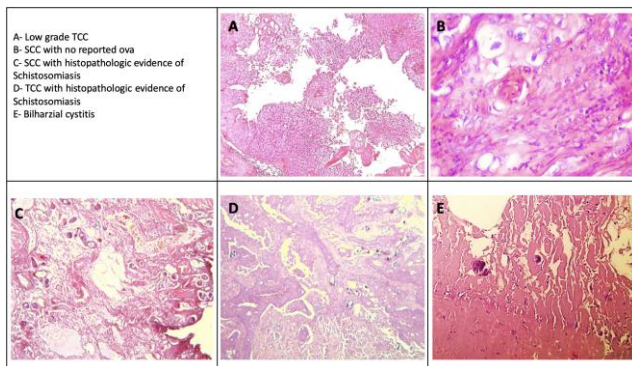 A- Low grade TCC
B- SCC with no reported ova
C- SCC with histopathologic evidence of
Schistosomiasis
D- TCC with histopathologic evidence of
Schistosomiasis
E- Bilharzial cystitis
A
B
C
D
E